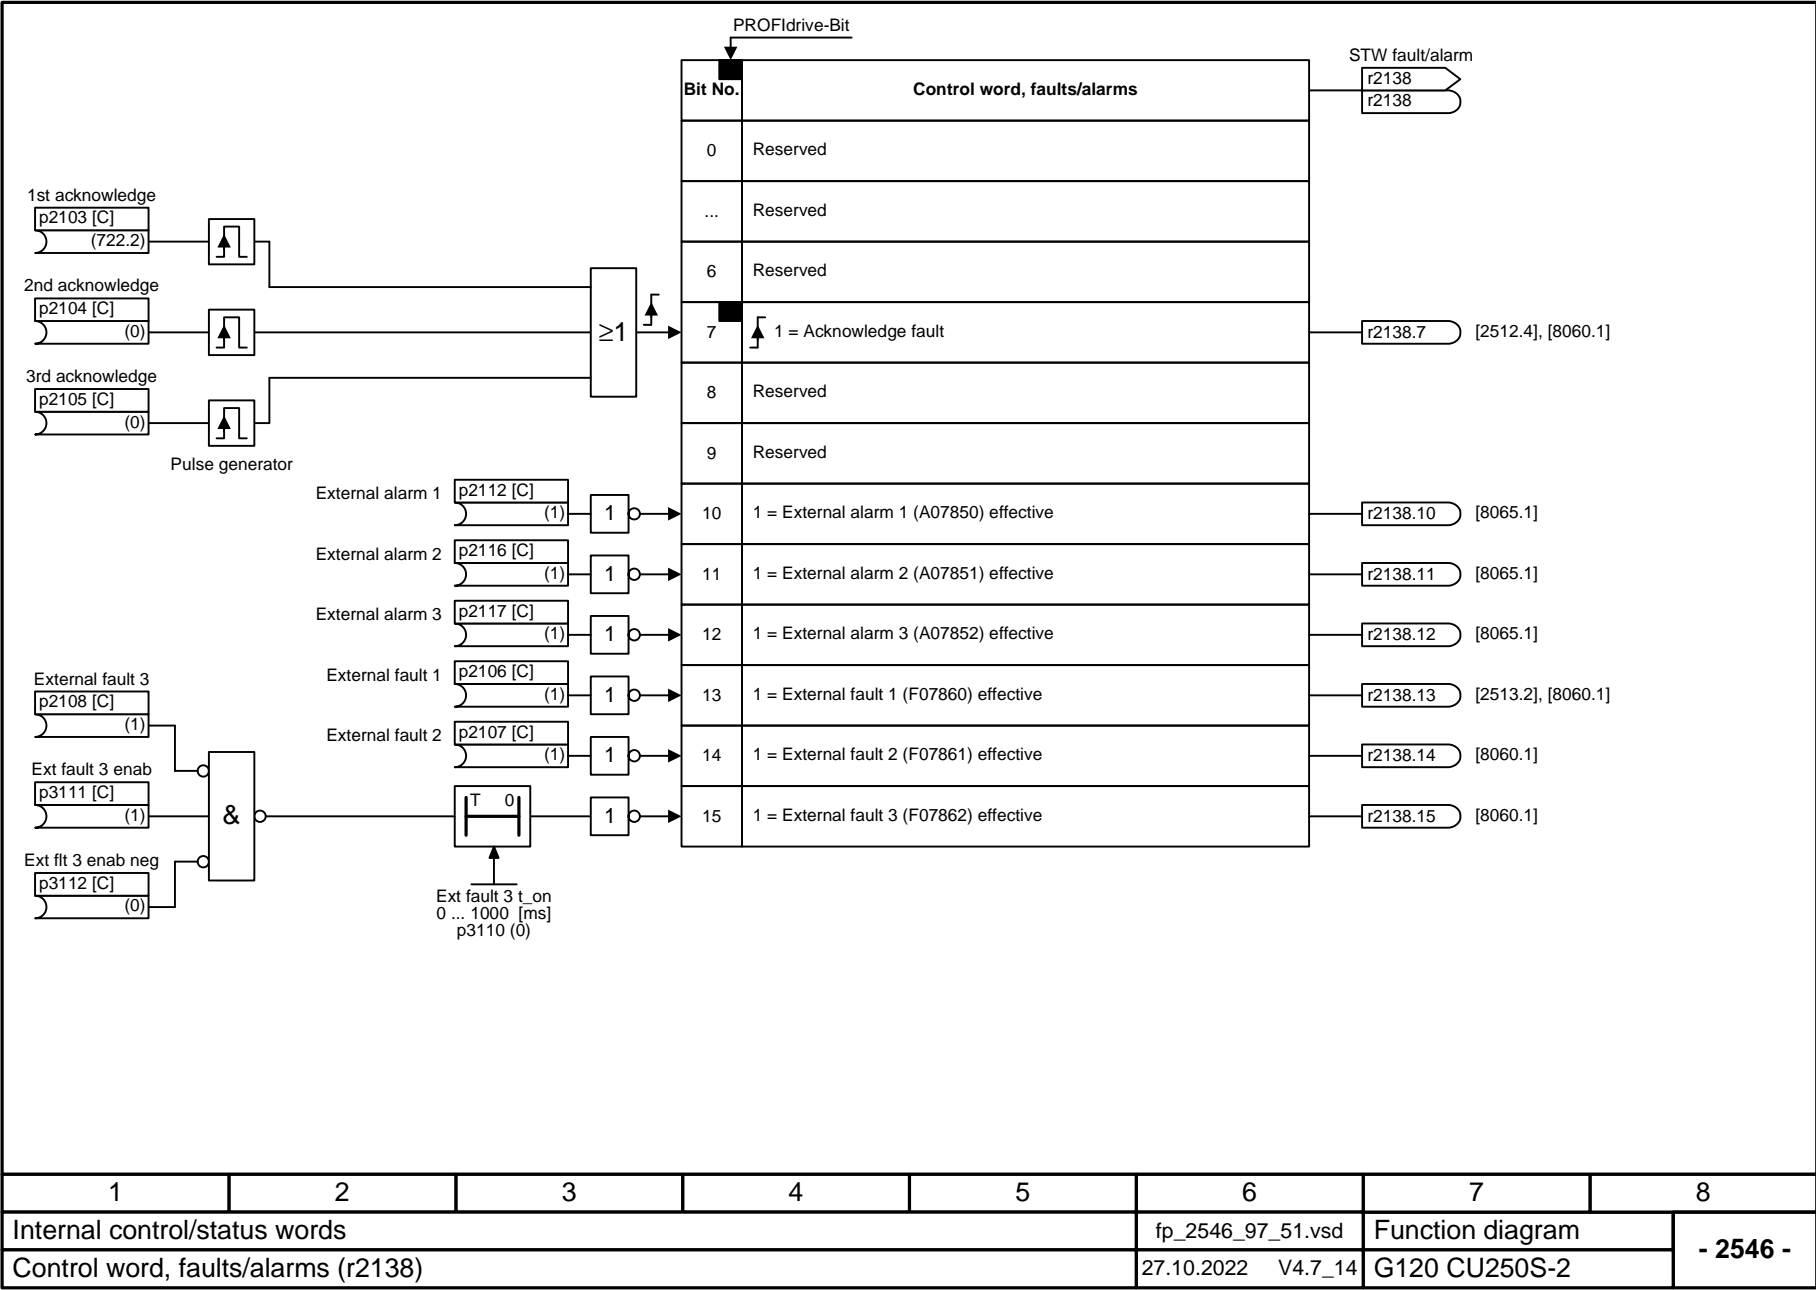 PROFIdrive-Bit
STW fault/alarm
Bit No.
Control word, faults/alarms
r2138
r2138
0 Reserved
1st acknowledge
p2103 [C]
(722.2)
... Reserved
2nd acknowledge
p2104 [C]
(0)
6 Reserved
≥1
7 1 = Acknowledge fault
r2138.7 [2512.4], [8060.1]
3rd acknowledge
p2105 [C]
(0)
8 Reserved
Pulse generator
9 Reserved
External alarm 1 p2112 [C]
(1) 1 10 1 = External alarm 1 (A07850) effective r2138.10 [8065.1]
External alarm 2 p2116 [C]
(1) 1 11 1 = External alarm 2 (A07851) effective r2138.11 [8065.1]
External alarm 3 p2117 [C]
(1) 1 12 1 = External alarm 3 (A07852) effective r2138.12 [8065.1]
External fault 1 p2106 [C]
(1) 1 13 1 = External fault 1 (F07860) effective r2138.13 [2513.2], [8060.1]
External fault 2 p2107 [C]
(1) 1 14 1 = External fault 2 (F07861) effective r2138.14 [8060.1]
External fault 3
p2108 [C]
(1)
Ext fault 3 enab
p3111 [C]
(1)
&
T 0
1 15 1 = External fault 3 (F07862) effective r2138.15 [8060.1]
Ext flt 3 enab neg
p3112 [C]
(0)
Ext fault 3 t_on
0 ... 1000 [ms]
p3110 (0)
1 2 3 4 5 6 7 8
Internal control/status words fp_2546_97_51.vsd Function diagram
- 2546 -
Control word, faults/alarms (r2138) 27.10.2022 V4.7_14 G120 CU250S-2